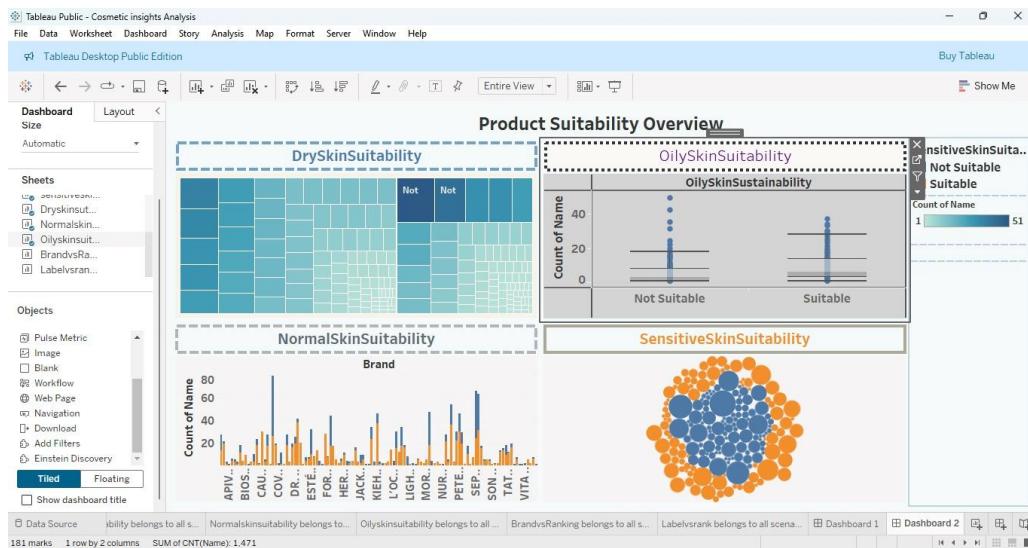 Tableau Public - Cosmetic insights Analysis
File Data Worksheet Dashboard Story Analysis Map Format Server Window Help
Tableau Desktop Public Edition
Buy Tableau
Entire View
Show Me
Dashboard Layout
Size
Automatic
Sheets
Dryskinsut...
Normalskin...
Oilyskinsuit...
BrandvsRa...
Labelvsran...
Objects
Pulse Metric
Image
Blank
Workflow
Web Page
Navigation
Download
Add Filters
Einstein Discovery
Tiled Floating
Show dashboard title
Product Suitability Overview
DrySkinSuitability
Not Not
OilySkinSuitability
OilySkinSustainability
Count of Name
40
20
0
Not Suitable Suitable
nsitiveSkinSuita..
Not Suitable
Suitable
Count of Name
1 51
NormalSkinSuitability
Brand
Count of Name
80
60
40
20
APIV..
BIOS..
CAU..
COV..
DR...
ESTÉ..
FOR..
HER..
JACK..
KIEH..
L'OC..
LIGH..
MOR..
NUR..
PETE..
SEP..
SON..
TAT..
VITA..
SensitiveSkinSuitability
Data Source ability belongs to all s... Normalskinsuitability belongs to... Oilyskinsuitability belongs to all ... BrandvsRanking belongs to all s... Labelvsrank belongs to all scena... Dashboard 1 Dashboard 2
181 marks 1 row by 2 columns SUM of CNT(Name): 1,471